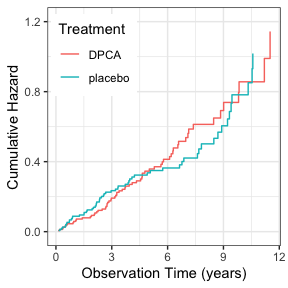 Treatment
DPCA
placebo
Cumulative Hazard
1.2
0.8
0.4
0.0
0
3
6
9
12
Observation Time (years)